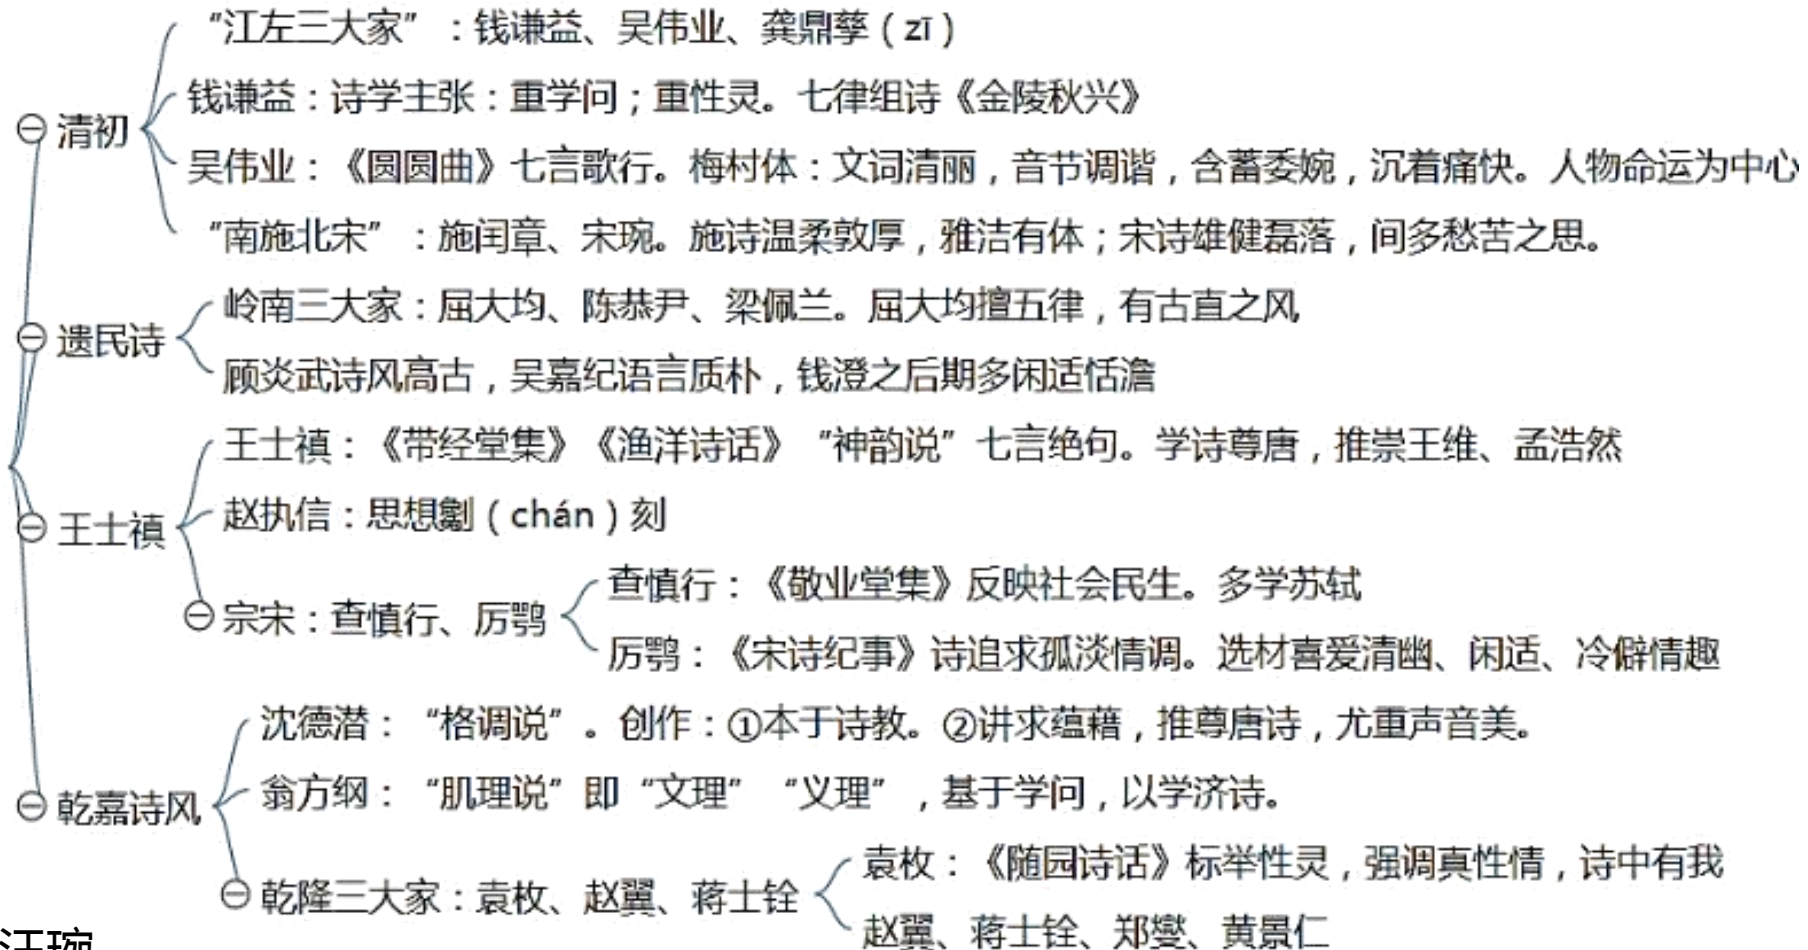 清初
“江左三大家”：钱谦益、吴伟业、龚鼎孳（zī）
钱谦益：诗学主张：重学问；重性灵。七律组诗《金陵秋兴》
吴伟业：《圆圆曲》七言歌行。梅村体：文词清丽，音节调谐，含蓄委婉，沉着痛快。人物命运为中心
“南施北宋”：施闰章、宋琬。施诗温柔敦厚，雅洁有体；宋诗雄健磊落，间多愁苦之思。
遗民诗
岭南三大家：屈大均、陈恭尹、梁佩兰。屈大均擅五律，有古直之风
顾炎武诗风高古，吴嘉纪语言质朴，钱澄之后期多闲适恬澹
王士禛
王士禛：《带经堂集》《渔洋诗话》“神韵说”七言绝句。学诗尊唐，推崇王维、孟浩然
赵执信：思想劖（chán）刻
宗宋：查慎行、厉鹗
查慎行：《敬业堂集》反映社会民生。多学苏轼
厉鹗：《宋诗纪事》诗追求孤淡情调。选材喜爱清幽、闲适、冷僻情趣
乾嘉诗风
沈德潜：“格调说”。创作：①本于诗教。②讲求蕴藉，推尊唐诗，尤重声音美。
翁方纲：“肌理说”即“文理”“义理”，基于学问，以学济诗。
乾隆三大家：袁枚、赵翼、蒋士铨
袁枚：《随园诗话》标举性灵，强调真性情，诗中有我
赵翼、蒋士铨、郑燮、黄景仁
汪琬